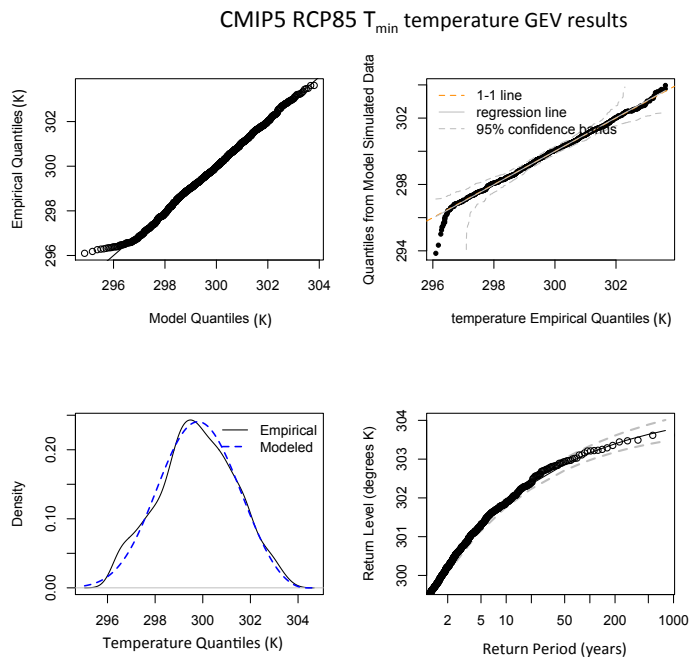 CMIP5 RCP85 Tmin temperature GEV results
Empirical Quantiles (K)
296 298 300 302
296 298 300 302 304
Model Quantiles (K)
Quantiles from Model Simulated Data
294 296 298 302
1-1 line
regression line
95% confidence bands
296 298 300 302
temperature Empirical Quantiles (K)
Density
0.00 0.10 0.20
Empirical
Modeled
296 298 300 302 304
Temperature Quantiles (K)
Return Level (degrees K)
300 301 302 303 304
2 5 10 50 200 1000
Return Period (years)